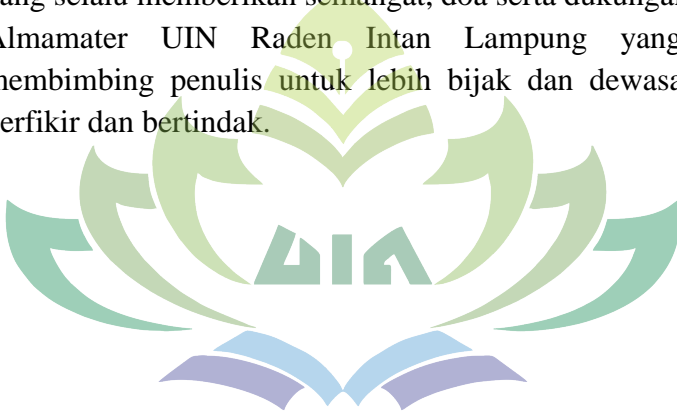 yang selalu memberikan semangat, doa serta dukungan
Almamater UIN Raden Intan Lampung yang
membimbing penulis untuk lebih bijak dan dewasa
berfikir dan bertindak.
UIN